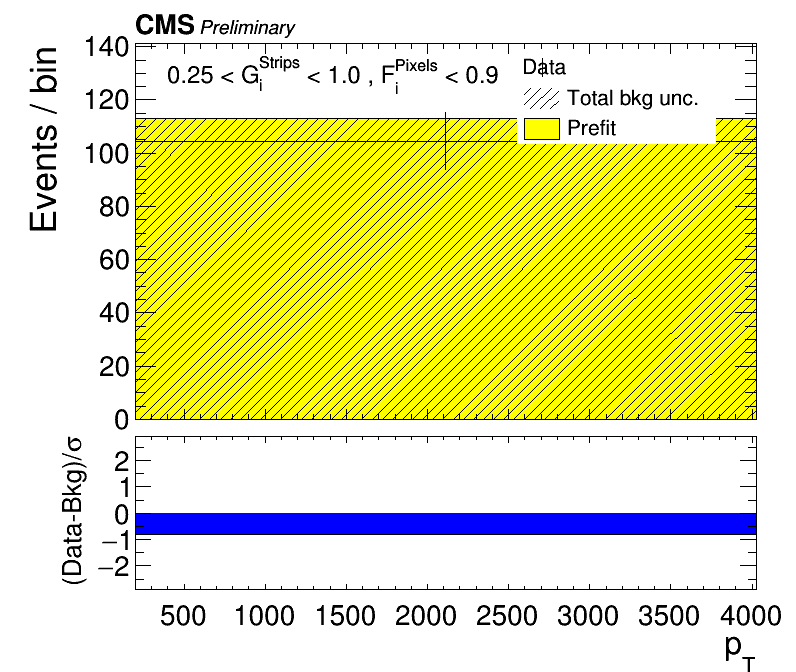 CMS Preliminary
Events / bin
140
120
100
80
60
40
20
0
0.25 < G_i^Strips < 1.0 , F_i^Pixels < 0.9
Data
Total bkg unc.
Prefit
(Data-Bkg)/σ
2
1
0
−1
−2
500 1000 1500 2000 2500 3000 3500 4000
p_T